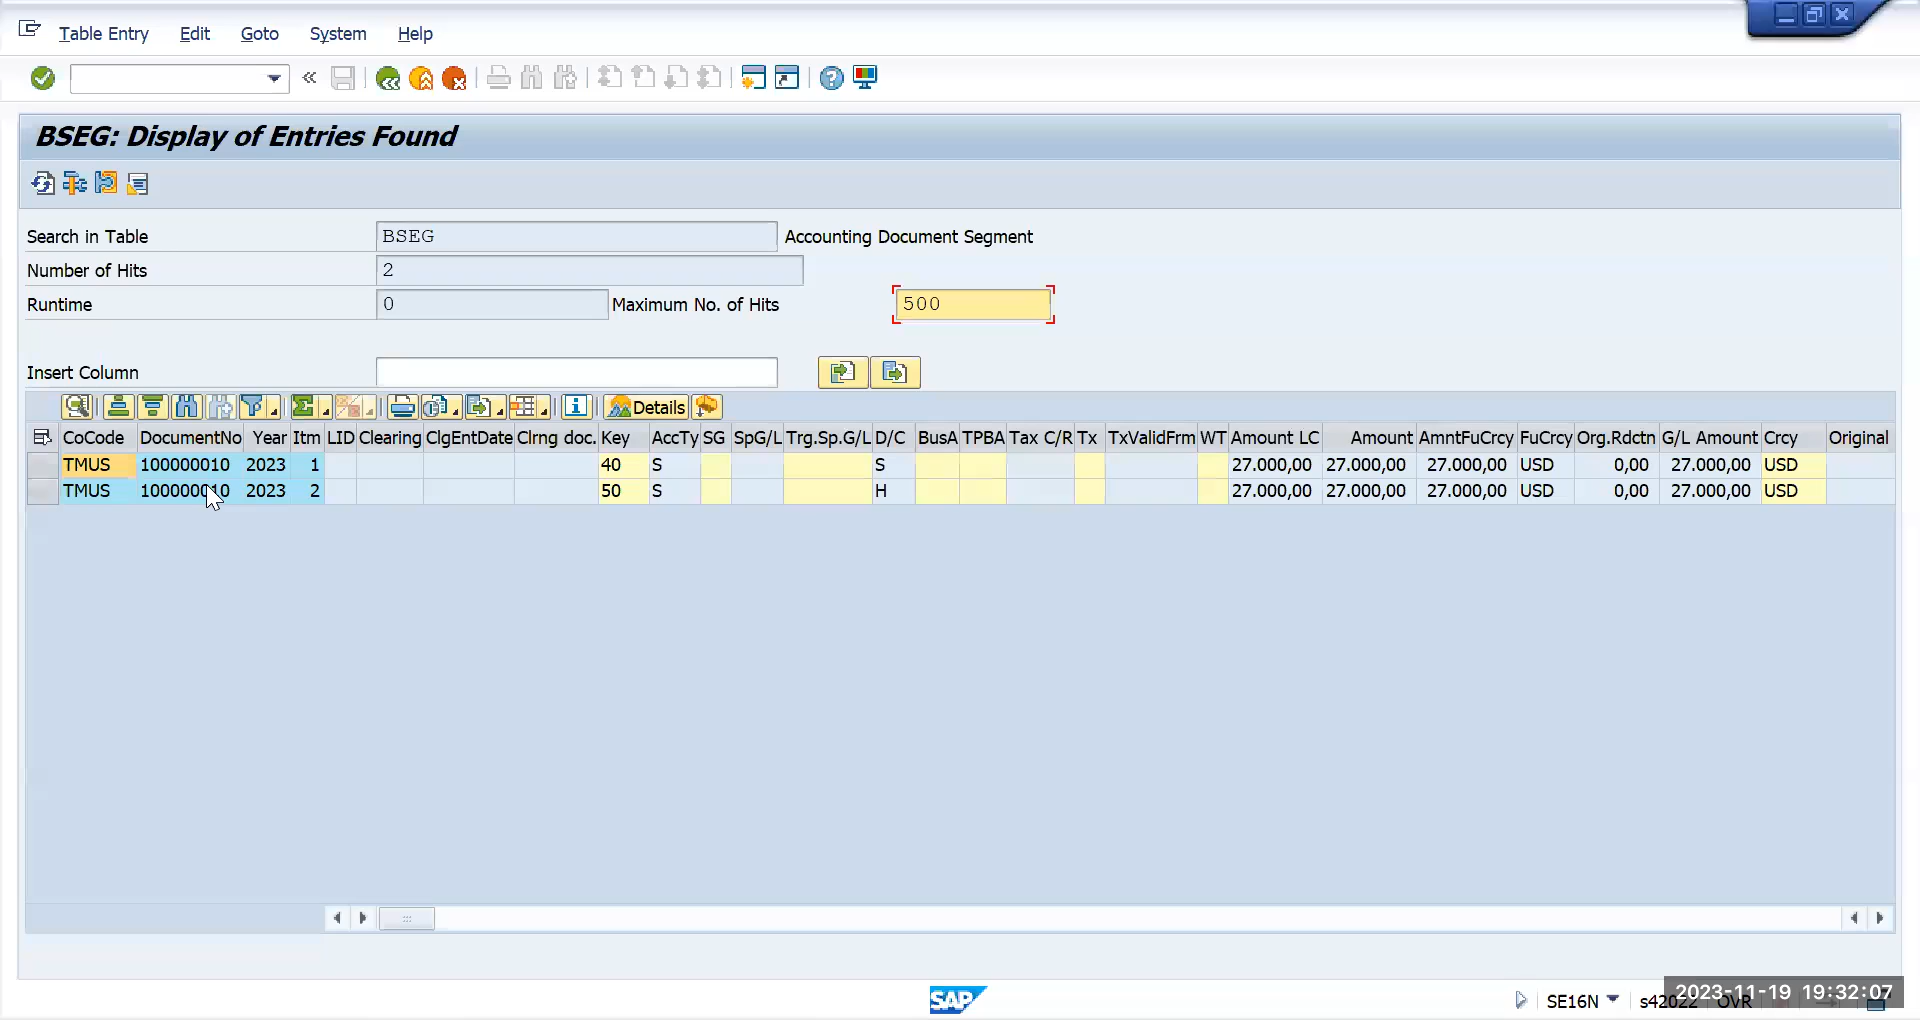 Table Entry Edit Goto System Help
BSEG: Display of Entries Found
Search in Table BSEG Accounting Document Segment
Number of Hits 2
Runtime 0 Maximum No. of Hits 500
Insert Column
Details
CoCode DocumentNo Year Itm LID Clearing ClgEntDate Clrng doc. Key AccTy SG SpG/L Trg.Sp.G/L D/C BusA TPBA Tax C/R Tx TxValidFrm WT Amount LC Amount AmntFuCrcy FuCrcy Org.Rdctn G/L Amount Crcy Original
TMUS 100000010 2023 1 40 S S 27.000,00 27.000,00 27.000,00 USD 0,00 27.000,00 USD
TMUS 100000010 2023 2 50 S H 27.000,00 27.000,00 27.000,00 USD 0,00 27.000,00 USD
SAP SE16N s42022 OVR
2023-11-19 19:32:07